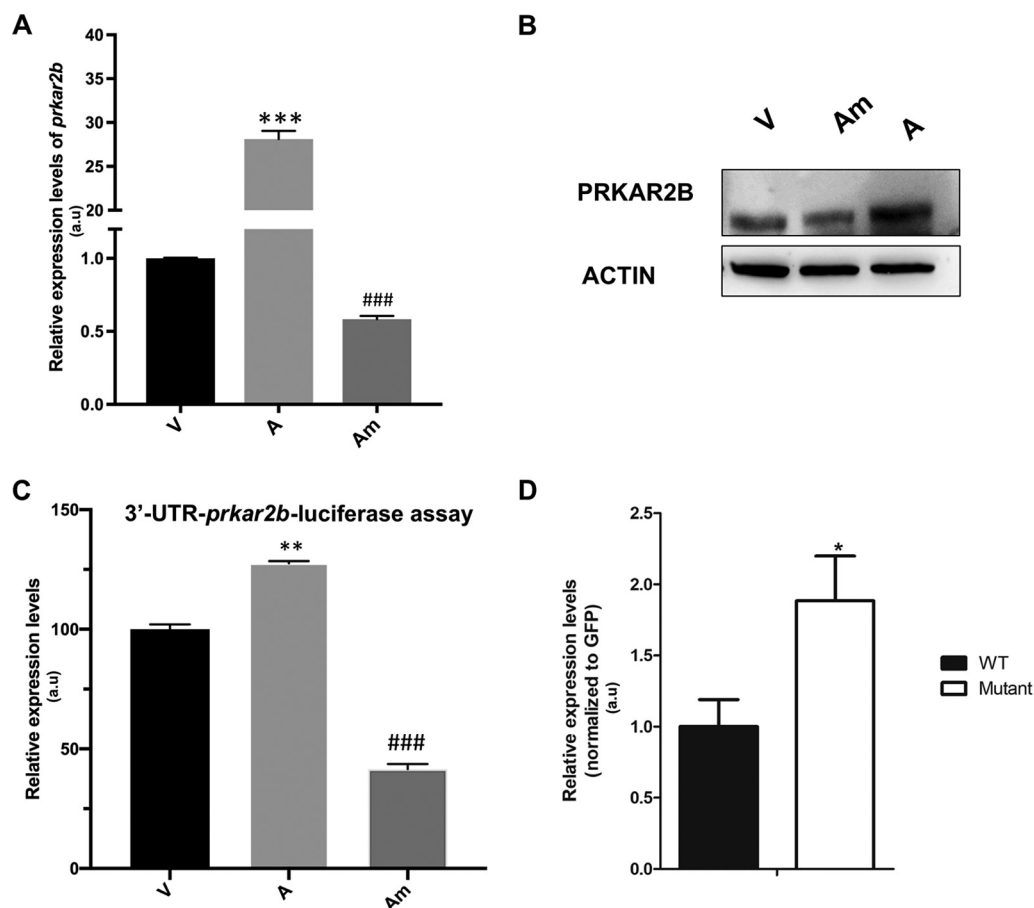 A
Relative expression levels of prkar2b
(a.u)
40
35
30
25
20
1.0
0.5
0.0
***
###
V
A
Am
B
V
Am
A
PRKAR2B
ACTIN
C
3’-UTR-prkar2b-luciferase assay
Relative expression levels
(a.u)
150
100
50
0
**
###
V
A
Am
D
Relative expression levels
(normalized to GFP)
(a.u)
2.5
2.0
1.5
1.0
0.5
0.0
*
WT
Mutant